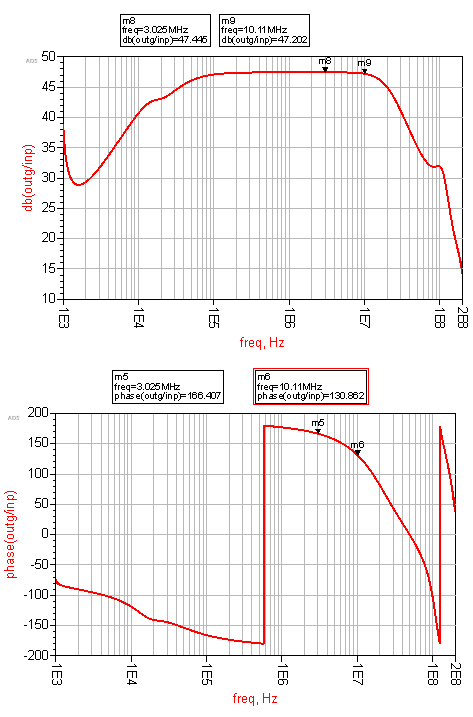 m8
freq=3.025MHz
db(outg/inp)=47.445
m9
freq=10.11MHz
db(outg/inp)=47.202
ADS
m8
m9
50
45
40
35
30
25
20
15
10
db(outg/inp)
1E3
1E4
1E5
1E6
1E7
1E8
2E8
freq, Hz
m5
freq=3.025MHz
phase(outg/inp)=166.407
m6
freq=10.11MHz
phase(outg/inp)=130.862
ADS
m5
m6
200
150
100
50
0
-50
-100
-150
-200
phase(outg/inp)
1E3
1E4
1E5
1E6
1E7
1E8
2E8
freq, Hz